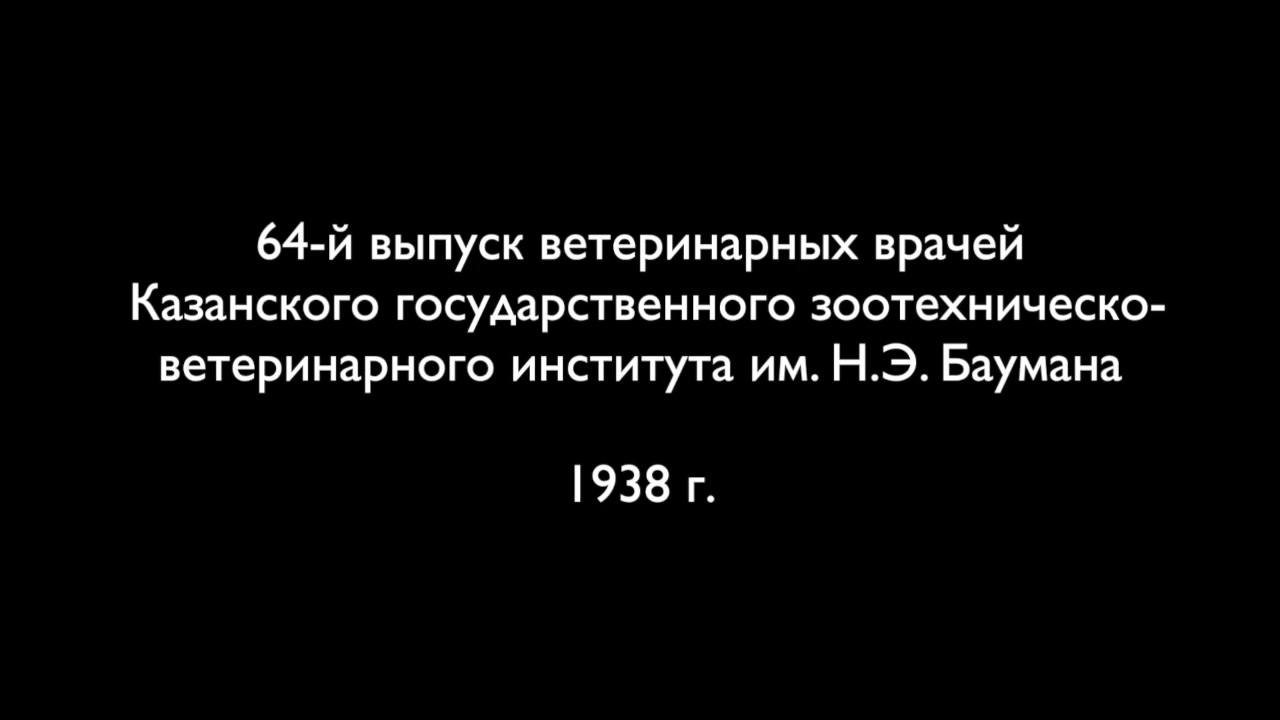 64-й выпуск ветеринарных врачей
Казанского государственного зоотехническо-
ветеринарного института им. Н.Э. Баумана
1938 г.